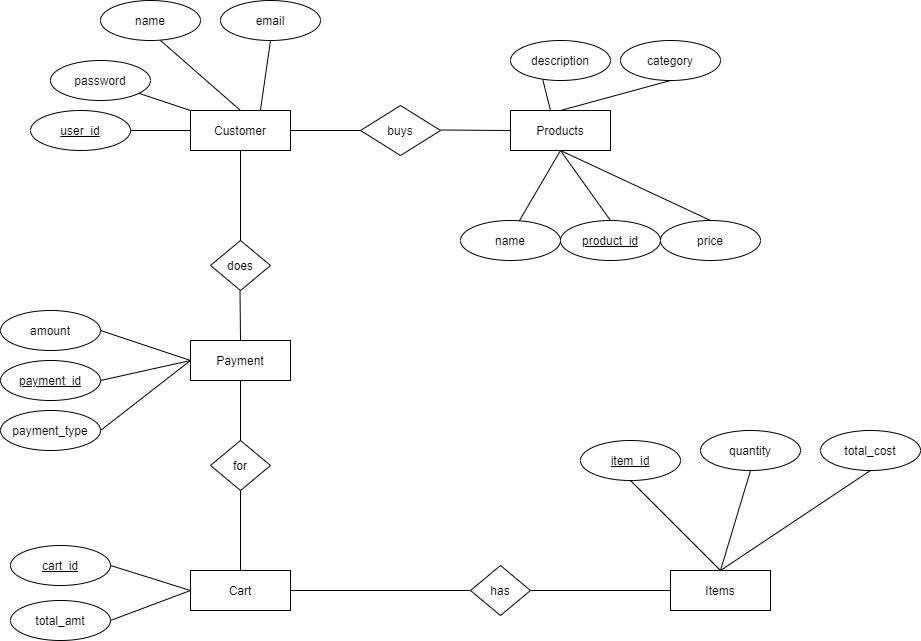 name
email
description
category
password
user_id
Customer
buys
Products
name
product_id
price
does
amount
Payment
payment_id
payment_type
for
item_id
quantity
total_cost
cart_id
Cart
has
Items
total_amt